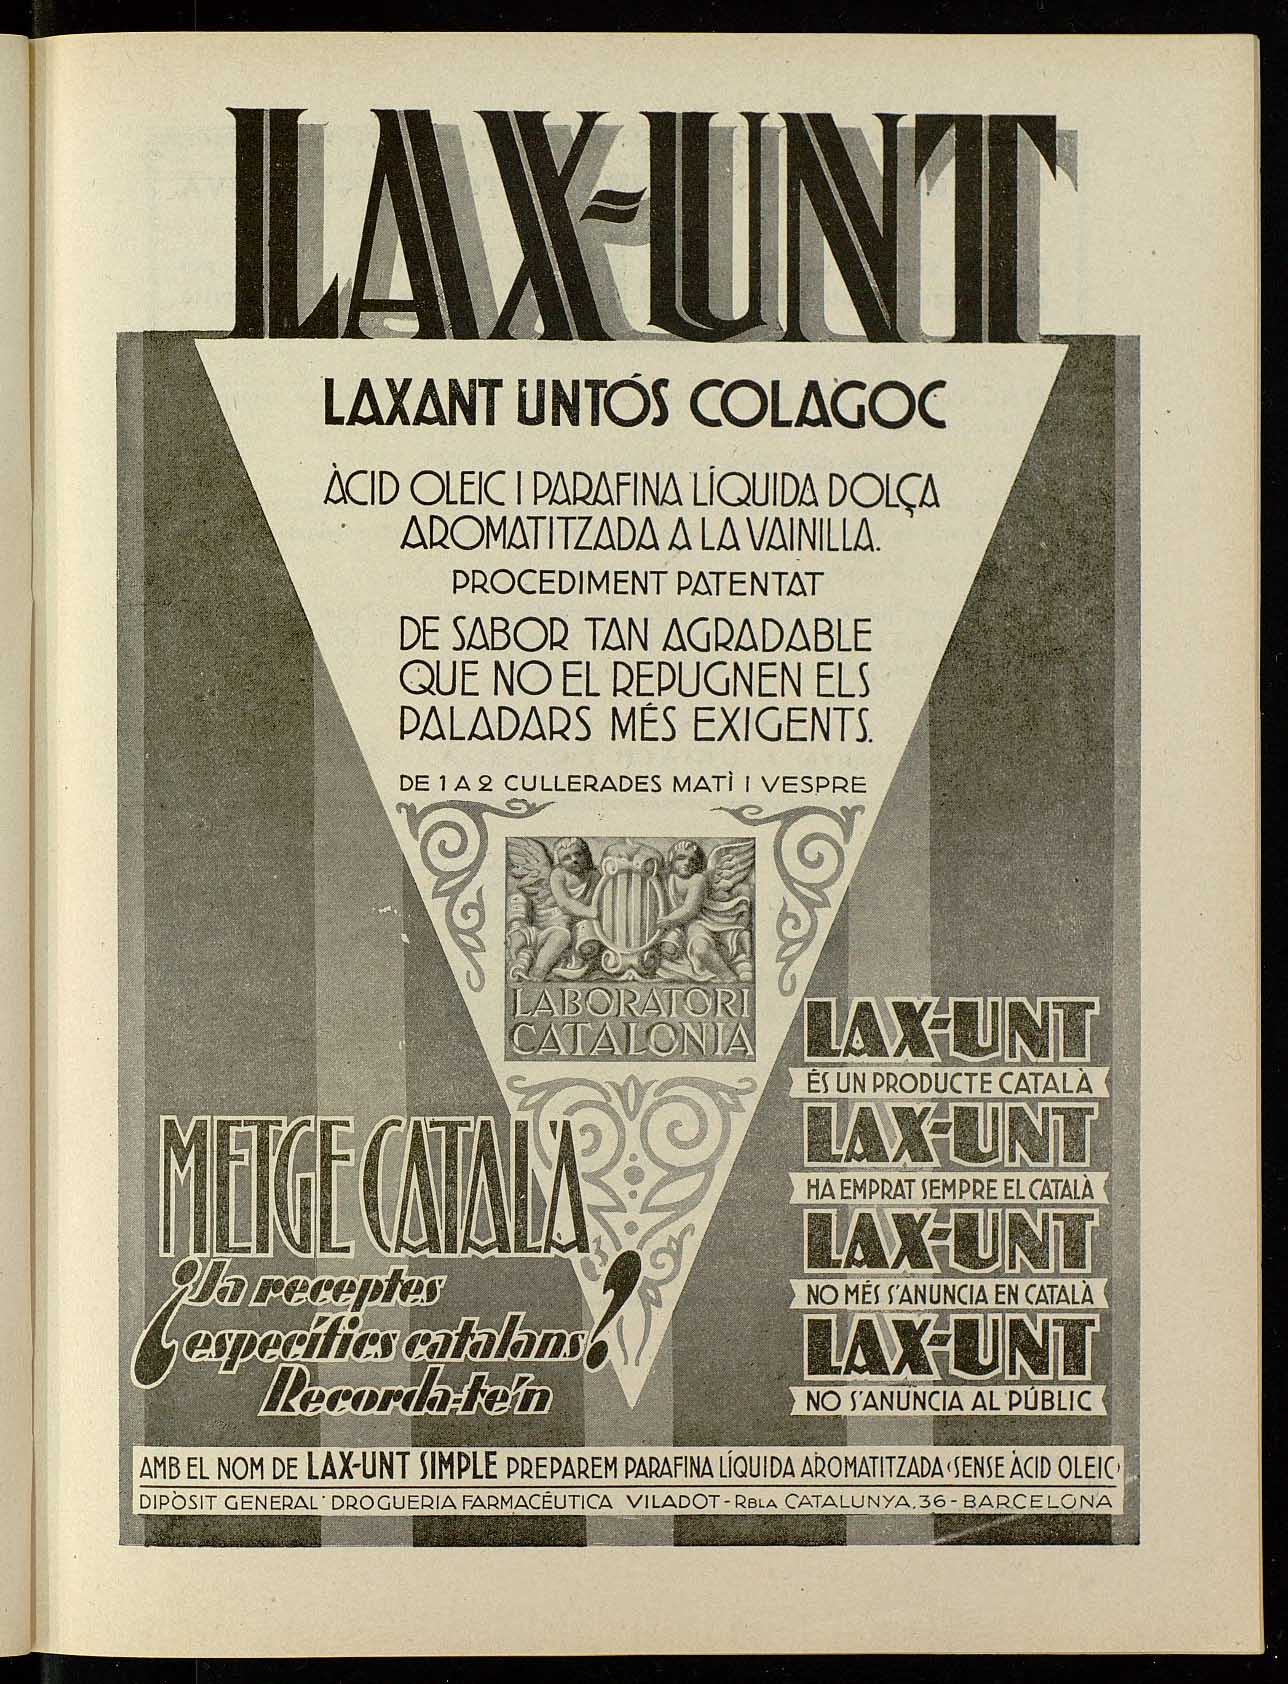 LAX-UNT
LAXANT UNTÓS COLAGOC
ÀCID OLEIC I PARAFINA LÍQUIDA DOLÇA
AROMATITZADA A LA VAINILLA.
PROCEDIMENT PATENTAT
DE SABOR TAN AGRADABLE
QUE NO EL REPUGNEN ELS
PALADARS MÉS EXIGENTS.
DE 1 A 2 CULLERADES MATÌ I VESPRE
LABORATORI
CATALONIA
METGE CATALÀ
¿Ja receptes
específics catalans?
Recorda-te'n
LAX-UNT
ÉS UN PRODUCTE CATALÀ
LAX-UNT
HA EMPRAT SEMPRE EL CATALÀ
LAX-UNT
NO MÉS S'ANUNCIA EN CATALÀ
LAX-UNT
NO S'ANUNCIA AL PÚBLIC
AMB EL NOM DE LAX-UNT SIMPLE PREPAREM PARAFINA LÍQUIDA AROMATITZADA (SENSE ÀCID OLEIC)
DIPÒSIT GENERAL: DROGUERIA FARMACÉUTICA VILADOT - RBLA CATALUNYA, 36 - BARCELONA